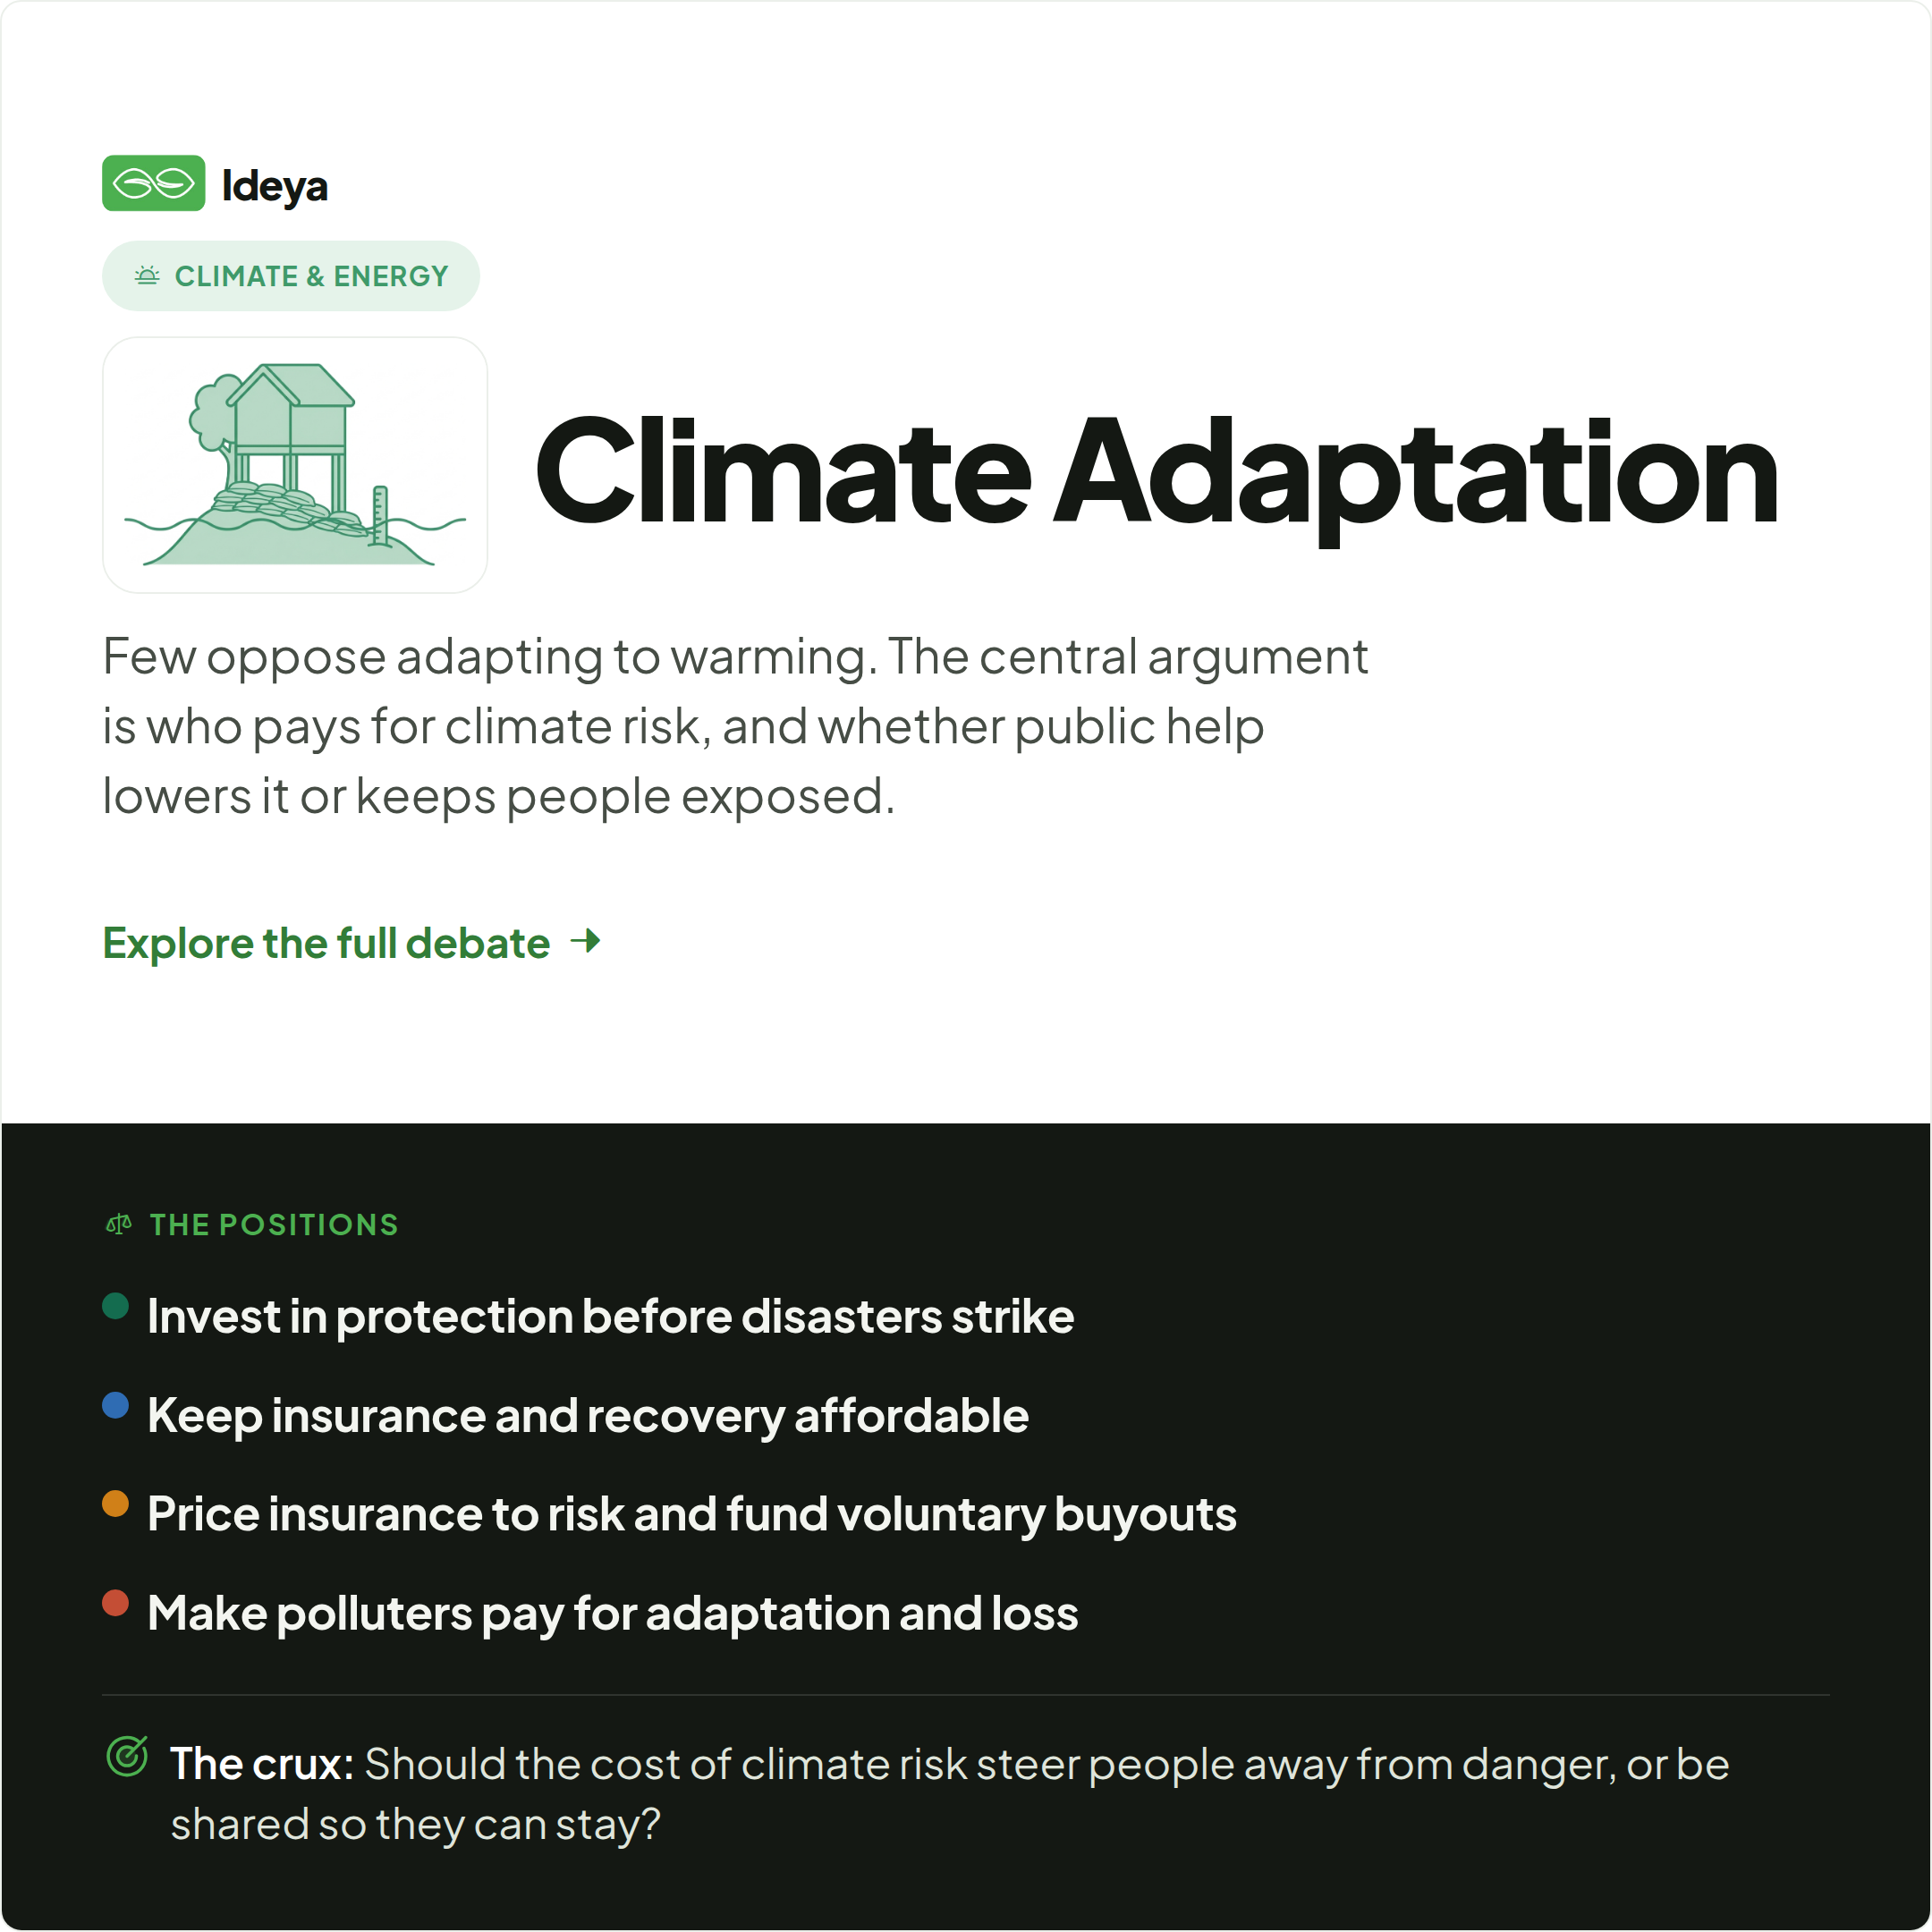 Ideya
CLIMATE & ENERGY
Climate Adaptation
Few oppose adapting to warming. The central argument
is who pays for climate risk, and whether public help
lowers it or keeps people exposed.
Explore the full debate
THE POSITIONS
Invest in protection before disasters strike
Keep insurance and recovery affordable
Price insurance to risk and fund voluntary buyouts
Make polluters pay for adaptation and loss
The crux: Should the cost of climate risk steer people away from danger, or be
shared so they can stay?